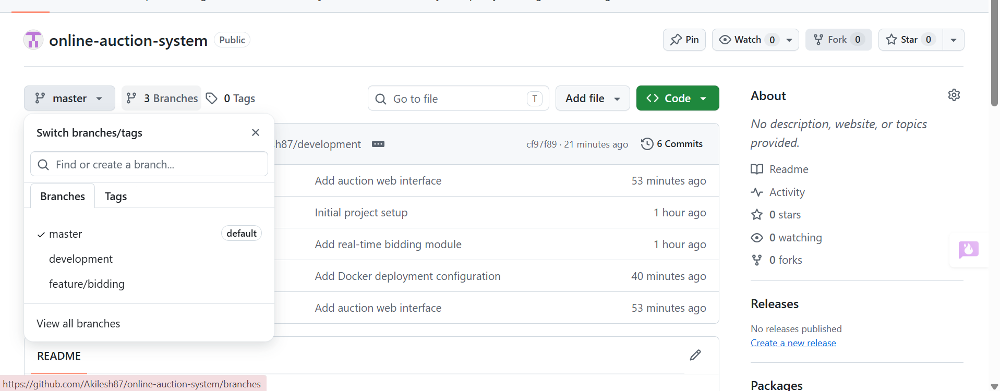 online-auction-system Public
Pin Watch 0 Fork 0 Star 0
master 3 Branches 0 Tags Go to file T Add file Code
Switch branches/tags
Find or create a branch...
Branches Tags
master default
development
feature/bidding
View all branches
h87/development cf97f89 · 21 minutes ago 6 Commits
Add auction web interface 53 minutes ago
Initial project setup 1 hour ago
Add real-time bidding module 1 hour ago
Add Docker deployment configuration 40 minutes ago
Add auction web interface 53 minutes ago
README
About
No description, website, or topics
provided.
Readme
Activity
0 stars
0 watching
0 forks
Releases
No releases published
Create a new release
Packages
https://github.com/Akilesh87/online-auction-system/branches